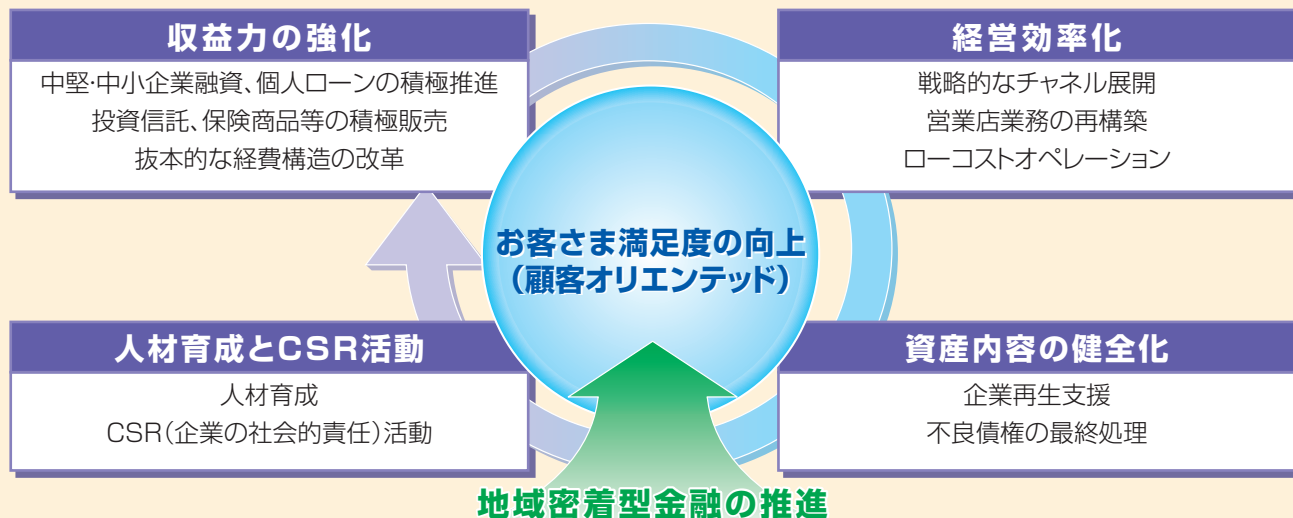 収益力の強化
中堅・中小企業融資、個人ローンの積極推進
投資信託、保険商品等の積極販売
抜本的な経費構造の改革
経営効率化
戦略的なチャネル展開
営業店業務の再構築
ローコストオペレーション
お客さま満足度の向上
（顧客オリエンテッド）
人材育成とCSR活動
人材育成
CSR（企業の社会的責任）活動
資産内容の健全化
企業再生支援
不良債権の最終処理
地域密着型金融の推進